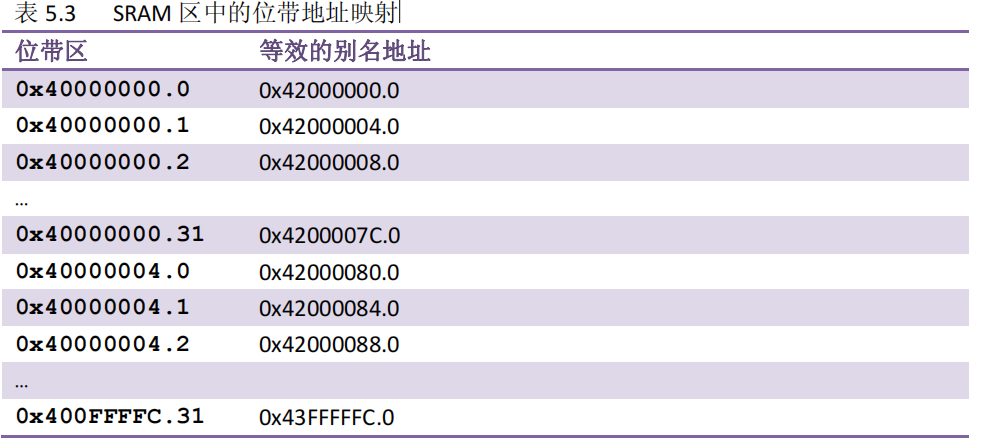 表 5.3 SRAM 区中的位带地址映射
位带区 等效的别名地址
0x40000000.0 0x42000000.0
0x40000000.1 0x42000004.0
0x40000000.2 0x42000008.0
…
0x40000000.31 0x4200007C.0
0x40000004.0 0x42000080.0
0x40000004.1 0x42000084.0
0x40000004.2 0x42000088.0
…
0x400FFFFC.31 0x43FFFFFC.0